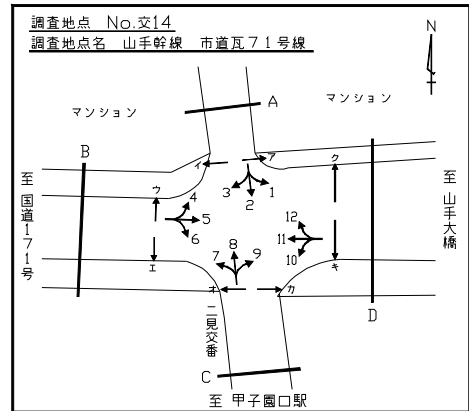 調査地点 No.交14
調査地点名 山手幹線 市道瓦71号線
N
マンション
マンション
A
B
イ
ア
ク
3
2
1
ウ
4
5
6
エ
12
11
10
キ
7
8
9
オ
カ
至 国道171号
至 山手大橋
二見交番
D
C
至 甲子園口駅